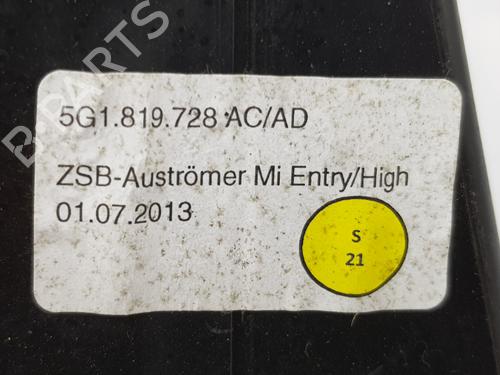 B-PARTS
5G1.819.728 AC/AD
ZSB-Auströmer Mi Entry/High
01.07.2013
S
21